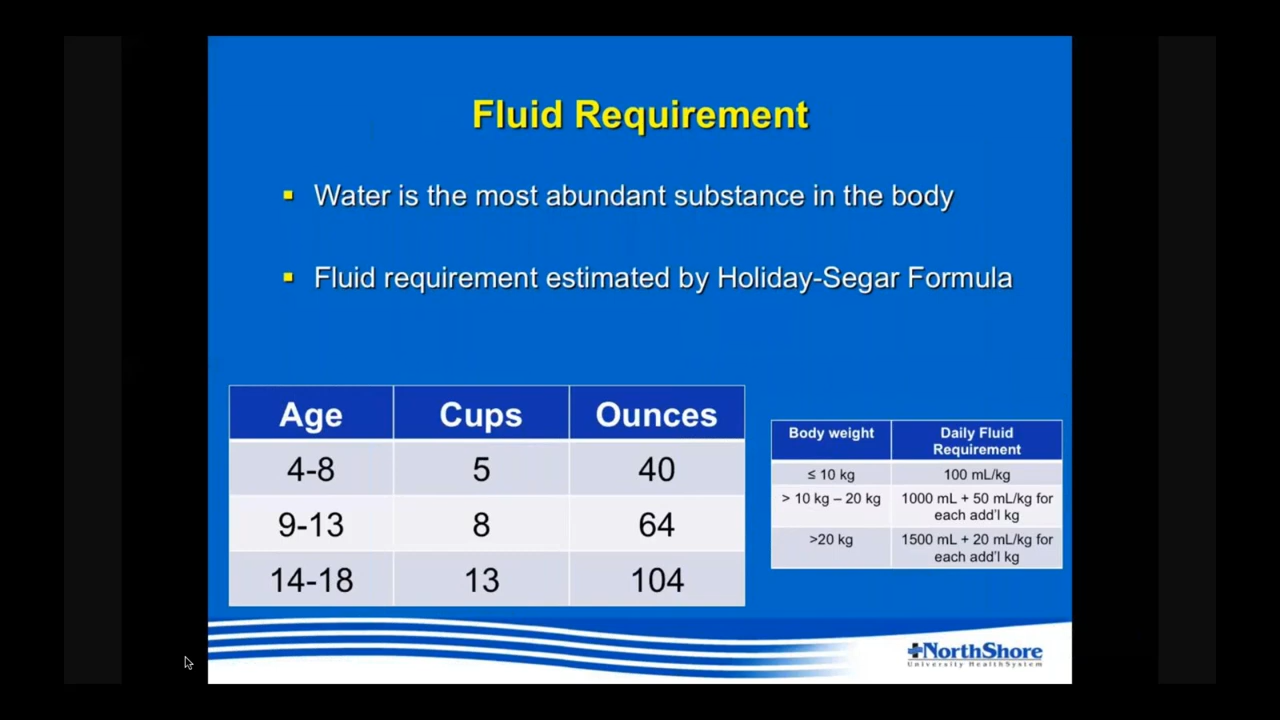 Fluid Requirement
Water is the most abundant substance in the body
Fluid requirement estimated by Holiday-Segar Formula
Age Cups Ounces
4-8 5 40
9-13 8 64
14-18 13 104
Body weight Daily Fluid
Requirement
≤ 10 kg 100 mL/kg
> 10 kg – 20 kg 1000 mL + 50 mL/kg for
each add'l kg
>20 kg 1500 mL + 20 mL/kg for
each add'l kg
NorthShore
University HealthSystem